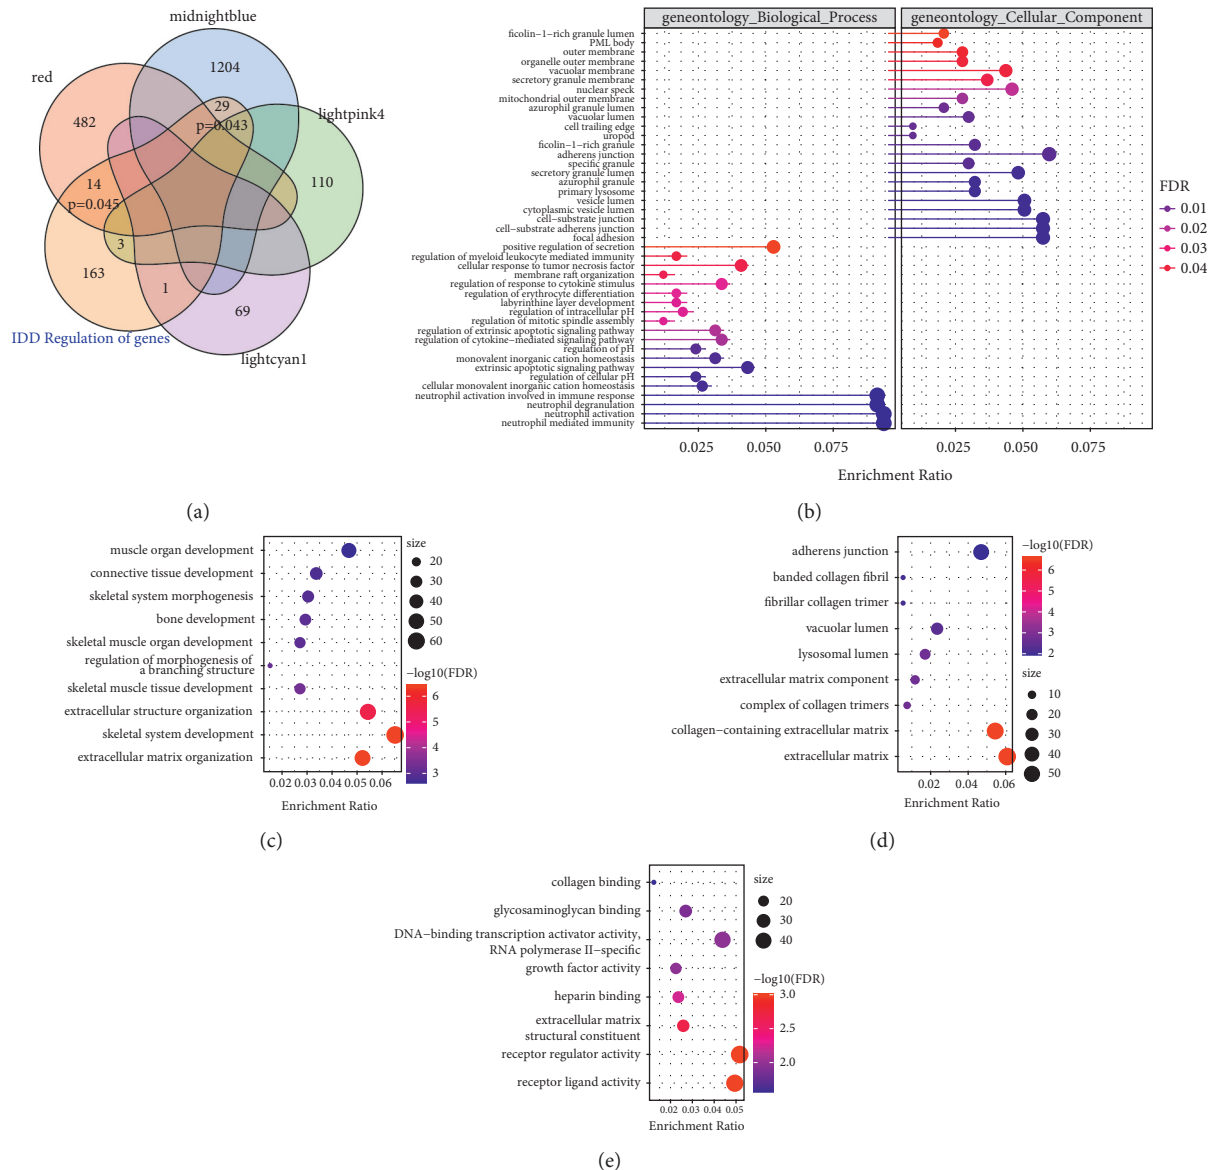 midnightblue
1204
red
29
lightpink4
p=0.043
482
110
14
p=0.045
3
163
1
69
IDD Regulation of genes
lightcyan1
(a)
geneontology_Biological_Process
geneontology_Cellular_Component
ficolin−1−rich granule lumen
PML body
outer membrane
organelle outer membrane
vacuolar membrane
secretory granule membrane
nuclear speck
mitochondrial outer membrane
azurophil granule lumen
vacuolar lumen
cell trailing edge
uropod
ficolin−1−rich granule
adherens junction
specific granule
secretory granule lumen
azurophil granule
primary lysosome
vesicle lumen
cytoplasmic vesicle lumen
cell−substrate junction
cell−substrate adherens junction
focal adhesion
positive regulation of secretion
regulation of myeloid leukocyte mediated immunity
cellular response to tumor necrosis factor
membrane raft organization
regulation of response to cytokine stimulus
regulation of erythrocyte differentiation
labyrinthine layer development
regulation of intracellular pH
regulation of mitotic spindle assembly
regulation of extrinsic apoptotic signaling pathway
regulation of cytokine−mediated signaling pathway
regulation of pH
monovalent inorganic cation homeostasis
extrinsic apoptotic signaling pathway
regulation of cellular pH
cellular monovalent inorganic cation homeostasis
neutrophil activation involved in immune response
neutrophil degranulation
neutrophil activation
neutrophil mediated immunity
0.025 0.050 0.075
0.025 0.050 0.075
Enrichment Ratio
FDR
0.01
0.02
0.03
0.04
(b)
muscle organ development
connective tissue development
skeletal system morphogenesis
bone development
skeletal muscle organ development
regulation of morphogenesis of
a branching structure
skeletal muscle tissue development
extracellular structure organization
skeletal system development
extracellular matrix organization
0.02 0.03 0.04 0.05 0.06
Enrichment Ratio
size
20
30
40
50
60
−log10(FDR)
6
5
4
3
(c)
adherens junction
banded collagen fibril
fibrillar collagen trimer
vacuolar lumen
lysosomal lumen
extracellular matrix component
complex of collagen trimers
collagen−containing extracellular matrix
extracellular matrix
0.02 0.04 0.06
Enrichment Ratio
−log10(FDR)
6
5
4
3
2
size
10
20
30
40
50
(d)
collagen binding
glycosaminoglycan binding
DNA−binding transcription activator activity,
RNA polymerase II−specific
growth factor activity
heparin binding
extracellular matrix
structural constituent
receptor regulator activity
receptor ligand activity
0.02 0.03 0.04 0.05
Enrichment Ratio
size
20
30
40
−log10(FDR)
3.0
2.5
2.0
(e)